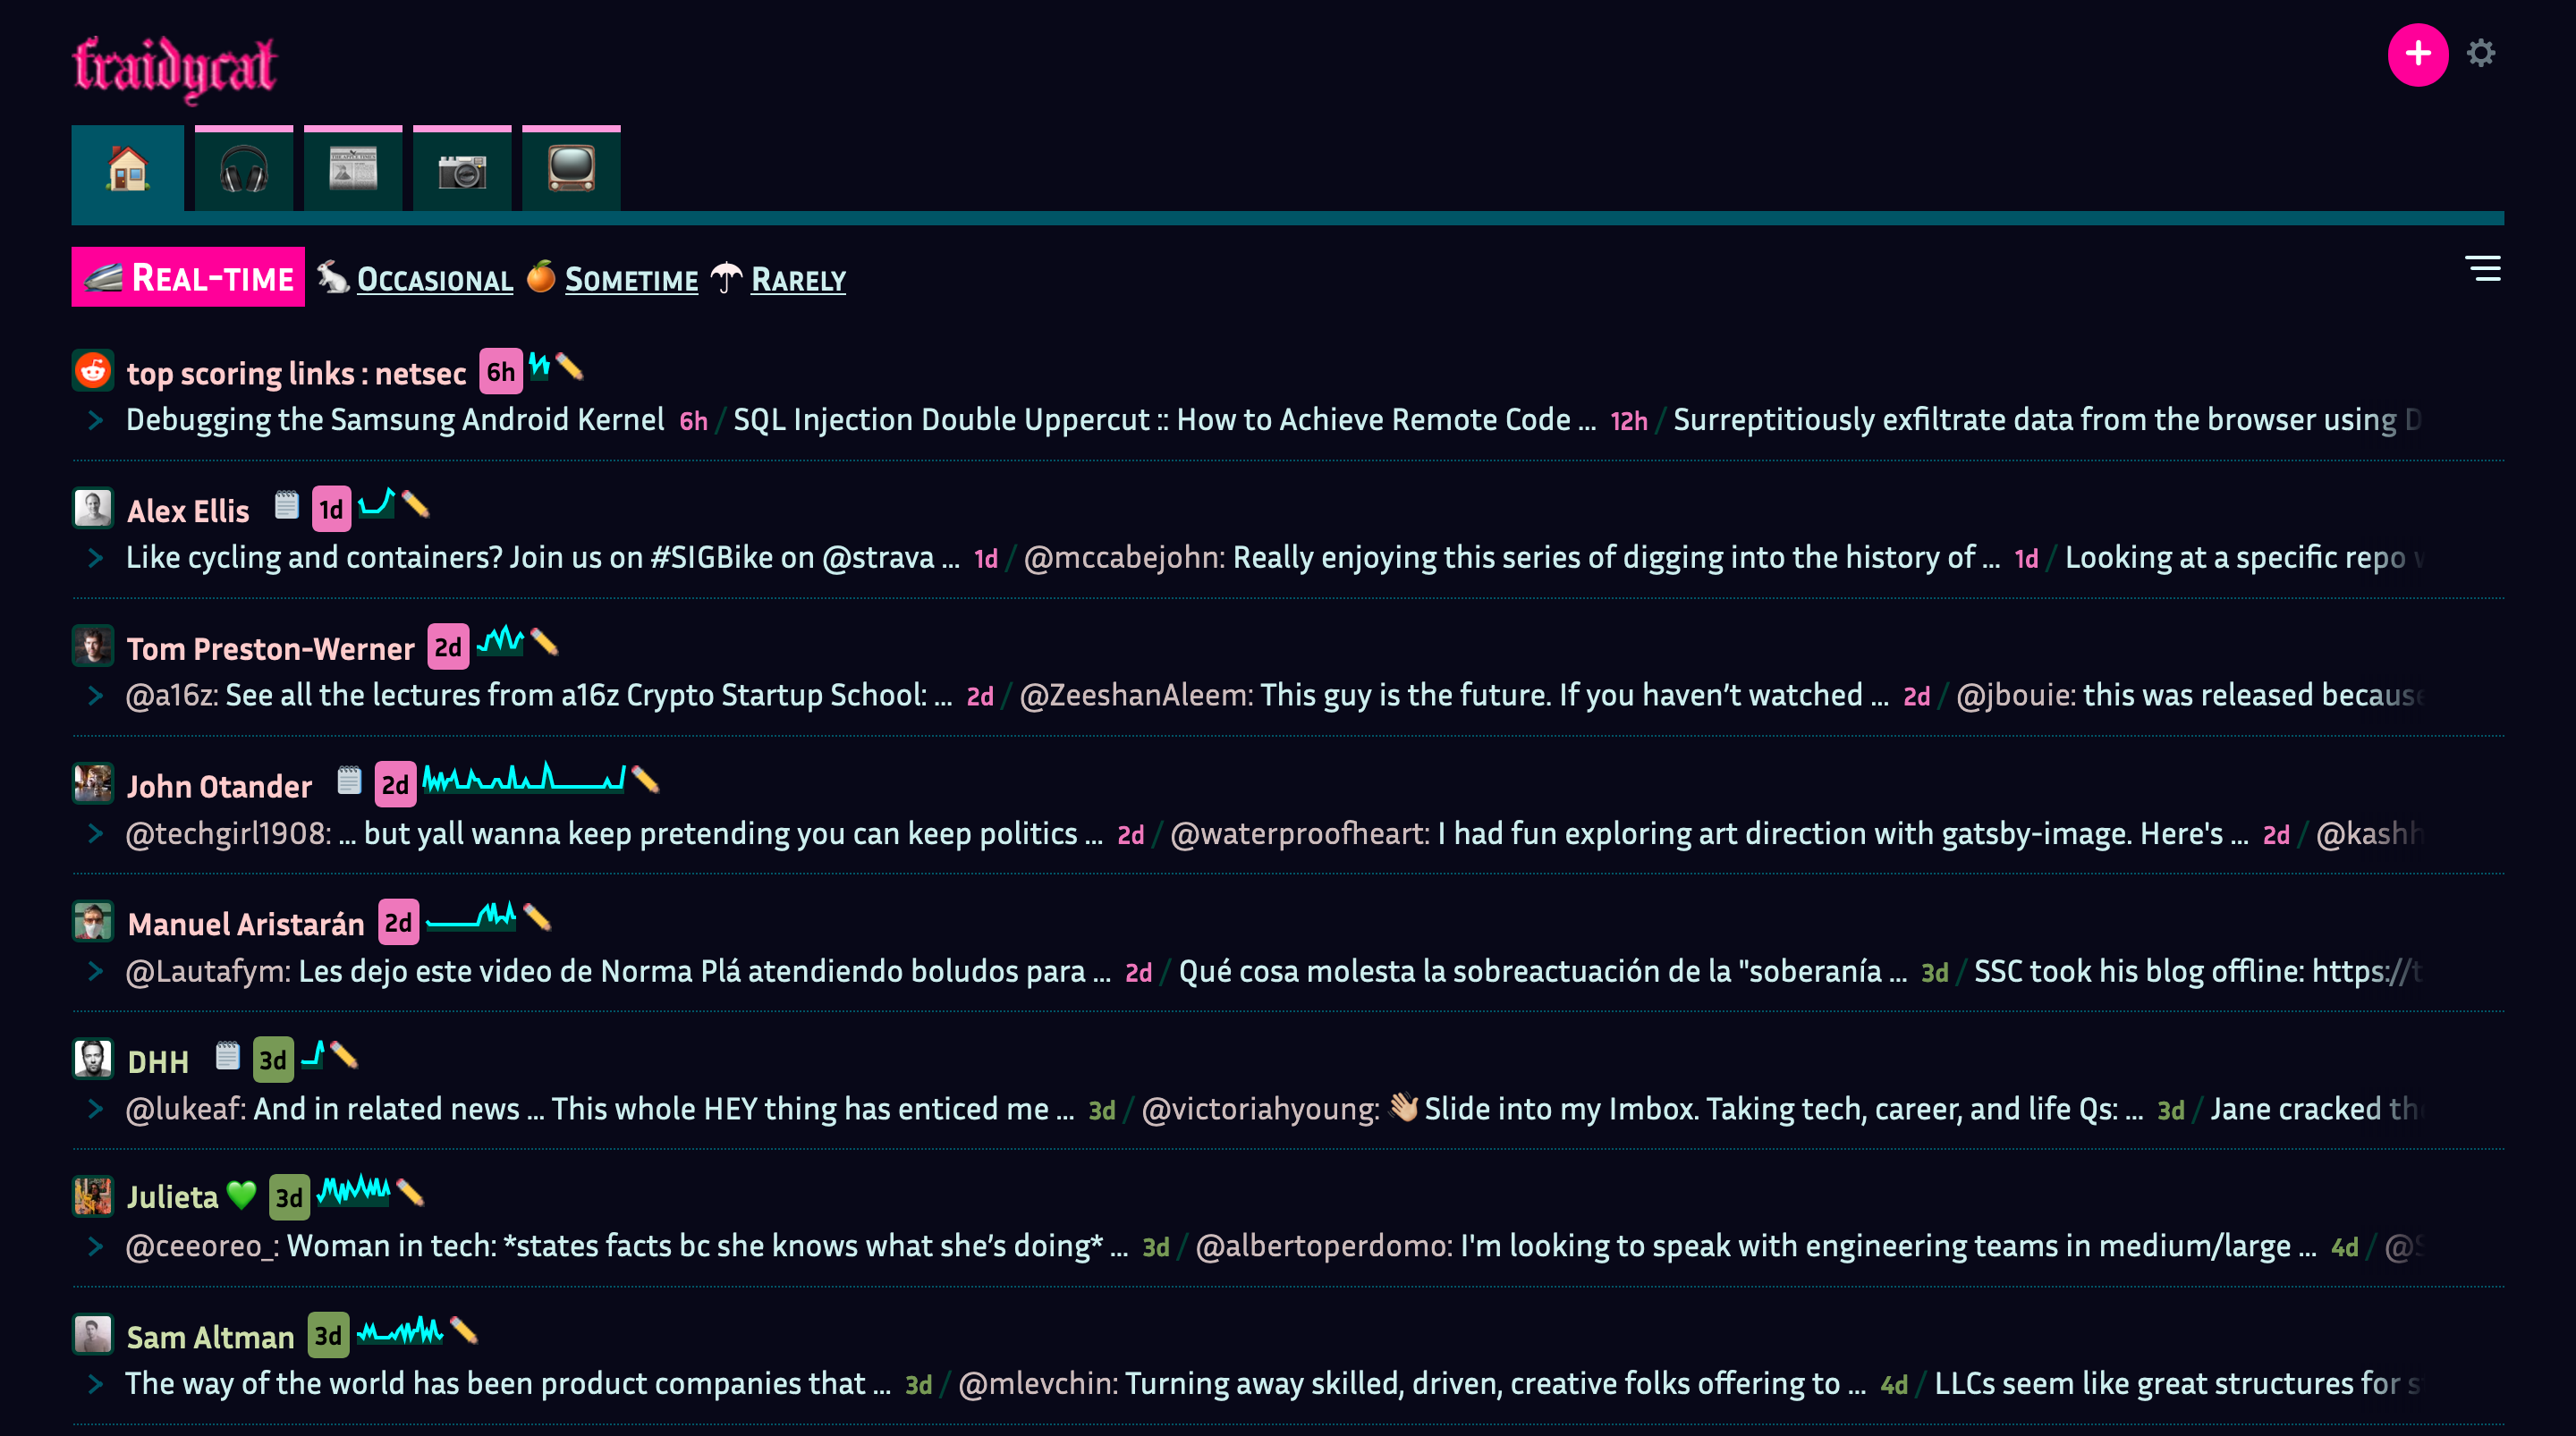 fraidycat
REAL-TIME OCCASIONAL SOMETIME RARELY
top scoring links : netsec 6h
Debugging the Samsung Android Kernel 6h / SQL Injection Double Uppercut :: How to Achieve Remote Code ... 12h / Surreptitiously exfiltrate data from the browser using D
Alex Ellis 1d
Like cycling and containers? Join us on #SIGBike on @strava ... 1d / @mccabejohn: Really enjoying this series of digging into the history of ... 1d / Looking at a specific repo
Tom Preston-Werner 2d
@a16z: See all the lectures from a16z Crypto Startup School: ... 2d / @ZeeshanAleem: This guy is the future. If you haven’t watched ... 2d / @jbouie: this was released because
John Otander 2d
@techgirl1908: ... but yall wanna keep pretending you can keep politics ... 2d / @waterproofheart: I had fun exploring art direction with gatsby-image. Here's ... 2d / @kashh
Manuel Aristarán 2d
@Lautafym: Les dejo este video de Norma Plá atendiendo boludos para ... 2d / Qué cosa molesta la sobreactuación de la "soberanía ... 3d / SSC took his blog offline: https://t
DHH 3d
@lukeaf: And in related news ... This whole HEY thing has enticed me ... 3d / @victoriahyoung: 👋🏼 Slide into my Imbox. Taking tech, career, and life Qs: ... 3d / Jane cracked the
Julieta 💚 3d
@ceeoreo_: Woman in tech: *states facts bc she knows what she’s doing* ... 3d / @albertoperdomo: I'm looking to speak with engineering teams in medium/large ... 4d / @S
Sam Altman 3d
The way of the world has been product companies that ... 3d / @mlevchin: Turning away skilled, driven, creative folks offering to ... 4d / LLCs seem like great structures for s